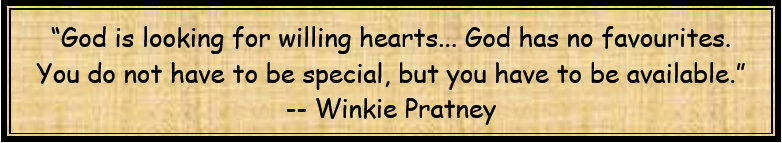 “God is looking for willing hearts... God has no favourites.
You do not have to be special, but you have to be available.”
-- Winkie Pratney